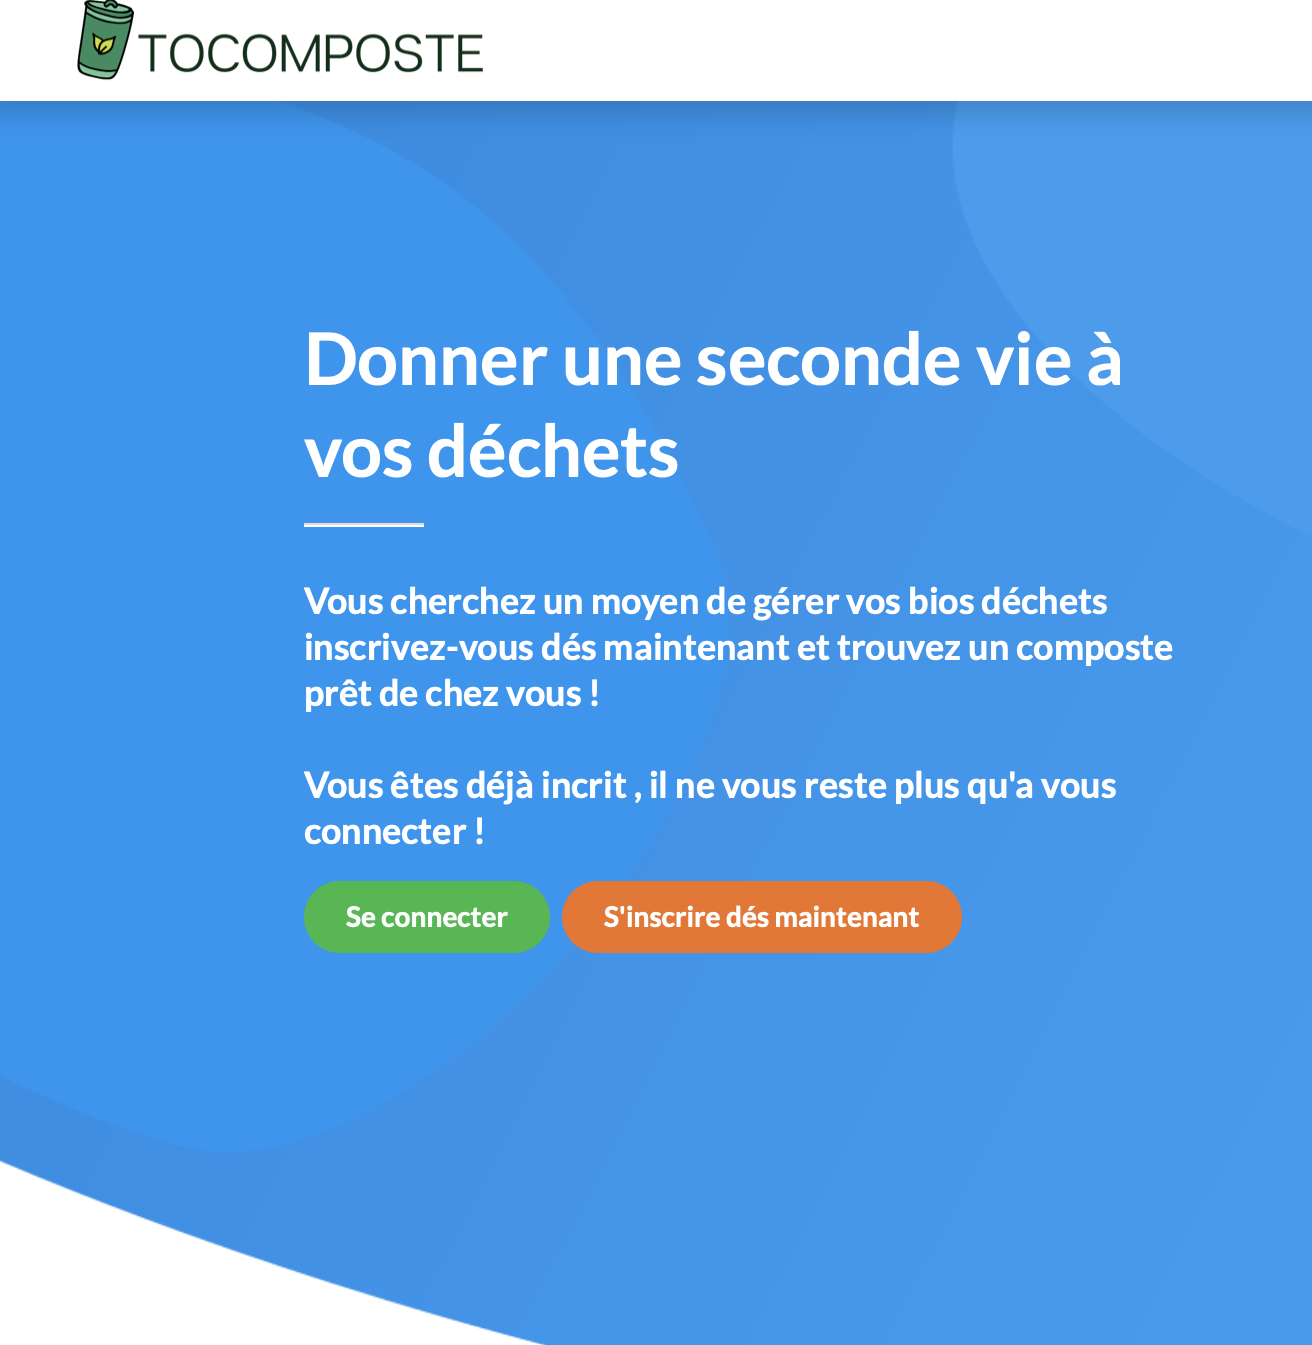 TOCOMPOSTE
Donner une seconde vie à
vos déchets
Vous cherchez un moyen de gérer vos bios déchets
inscrivez-vous dés maintenant et trouvez un composte
prêt de chez vous !
Vous êtes déjà incrit , il ne vous reste plus qu'a vous
connecter !
Se connecter
S'inscrire dés maintenant